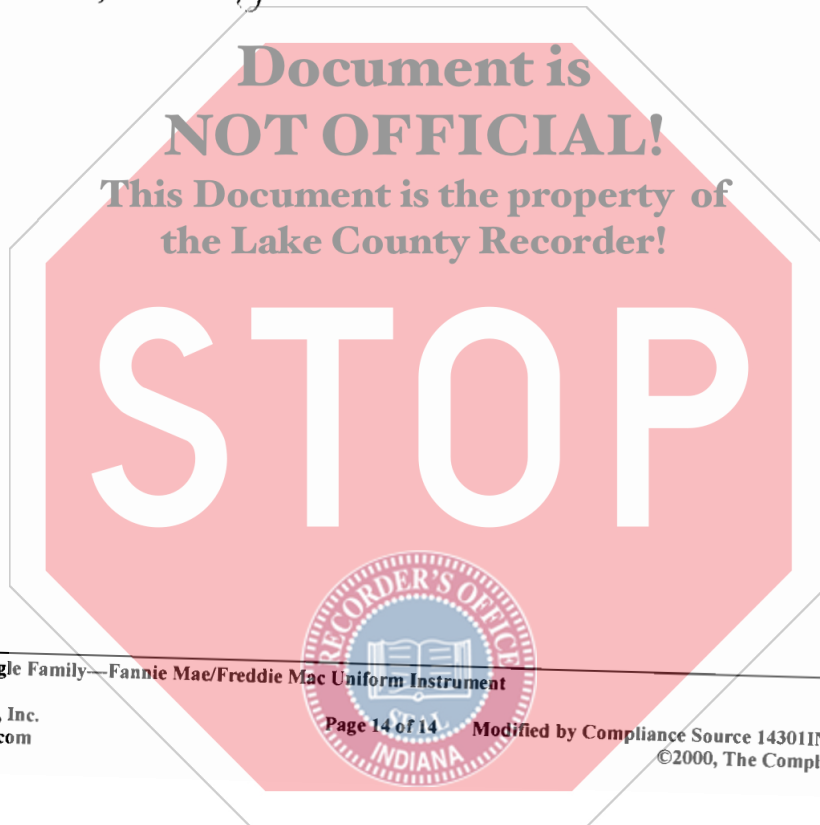 Document is
NOT OFFICIAL!
This Document is the property of
the Lake County Recorder!
STOP
RECORDER'S OFFICE
SEAL
INDIANA
gle Family—Fannie Mae/Freddie Mac Uniform Instrument
, Inc.
com
Page 14 of 14
Modified by Compliance Source 14301IN
©2000, The Compl